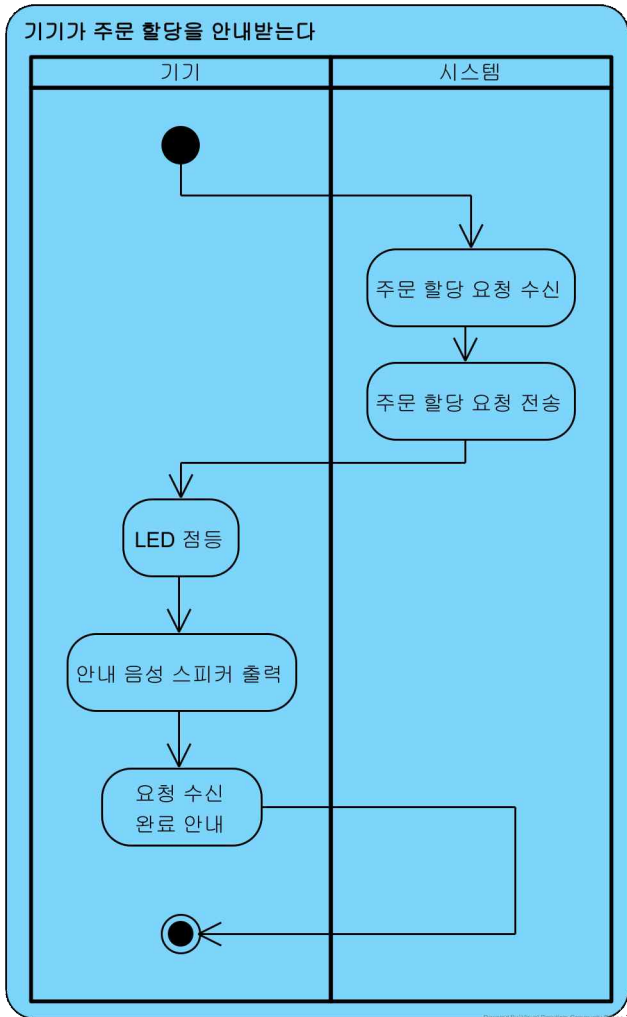 기기가 주문 할당을 안내받는다
기기
시스템
주문 할당 요청 수신
주문 할당 요청 전송
LED 점등
안내 음성 스피커 출력
요청 수신
완료 안내